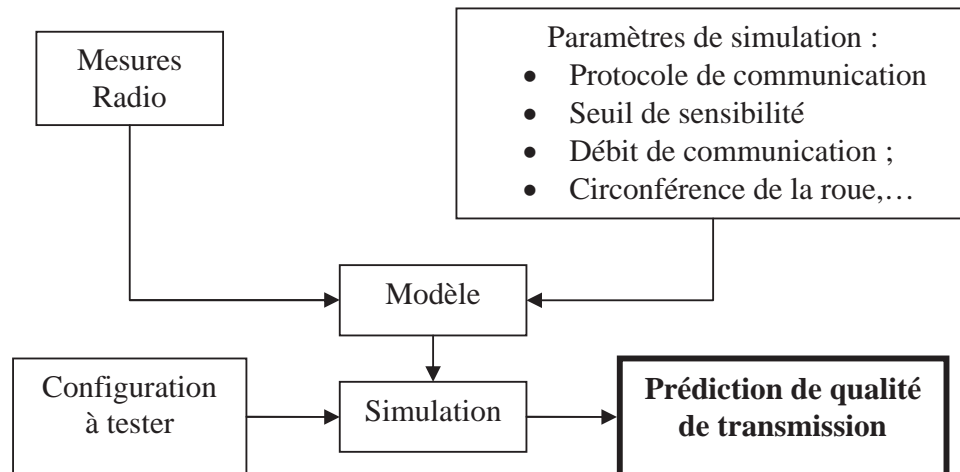 Mesures
Radio
Paramètres de simulation :
• Protocole de communication
• Seuil de sensibilité
• Débit de communication ;
• Circonférence de la roue,…
Modèle
Configuration
à tester
Simulation
Prédiction de qualité
de transmission